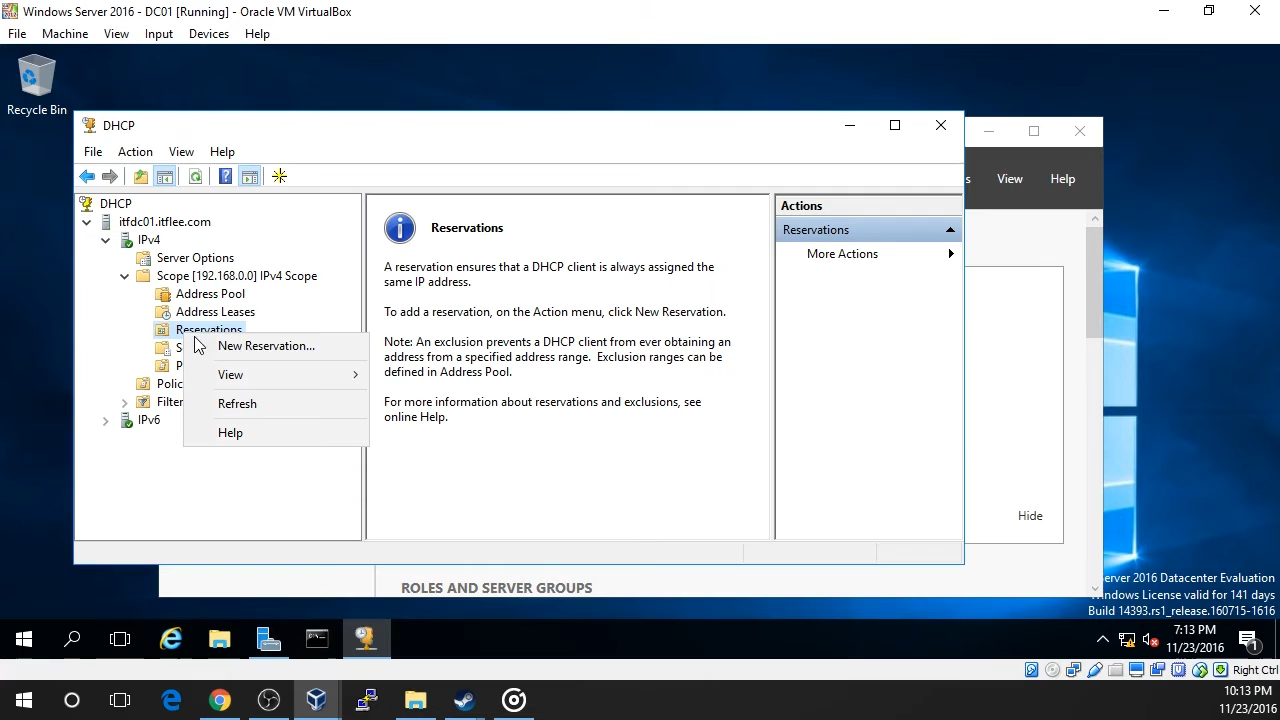 Windows Server 2016 - DC01 [Running] - Oracle VM VirtualBox
File Machine View Input Devices Help
Recycle Bin
DHCP
File Action View Help
DHCP
itfdc01.itflee.com
IPv4
Server Options
Scope [192.168.0.0] IPv4 Scope
Address Pool
Address Leases
Reservations
S
P
Polic
Filter
IPv6
New Reservation...
View
Refresh
Help
Reservations
A reservation ensures that a DHCP client is always assigned the
same IP address.
To add a reservation, on the Action menu, click New Reservation.
Note: An exclusion prevents a DHCP client from ever obtaining an
address from a specified address range. Exclusion ranges can be
defined in Address Pool.
For more information about reservations and exclusions, see
online Help.
Actions
Reservations
More Actions
s View Help
Hide
ROLES AND SERVER GROUPS
erver 2016 Datacenter Evaluation
Windows License valid for 141 days
Build 14393.rs1_release.160715-1616
7:13 PM
11/23/2016
1
Right Ctrl
10:13 PM
11/23/2016